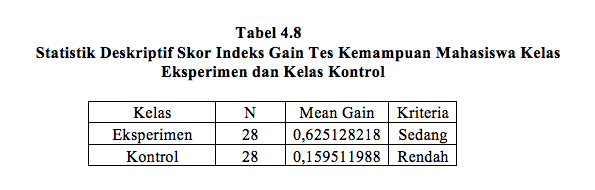 Tabel 4.8
Statistik Deskriptif Skor Indeks Gain Tes Kemampuan Mahasiswa Kelas
Eksperimen dan Kelas Kontrol
Kelas N Mean Gain Kriteria
Eksperimen 28 0,625128218 Sedang
Kontrol 28 0,159511988 Rendah